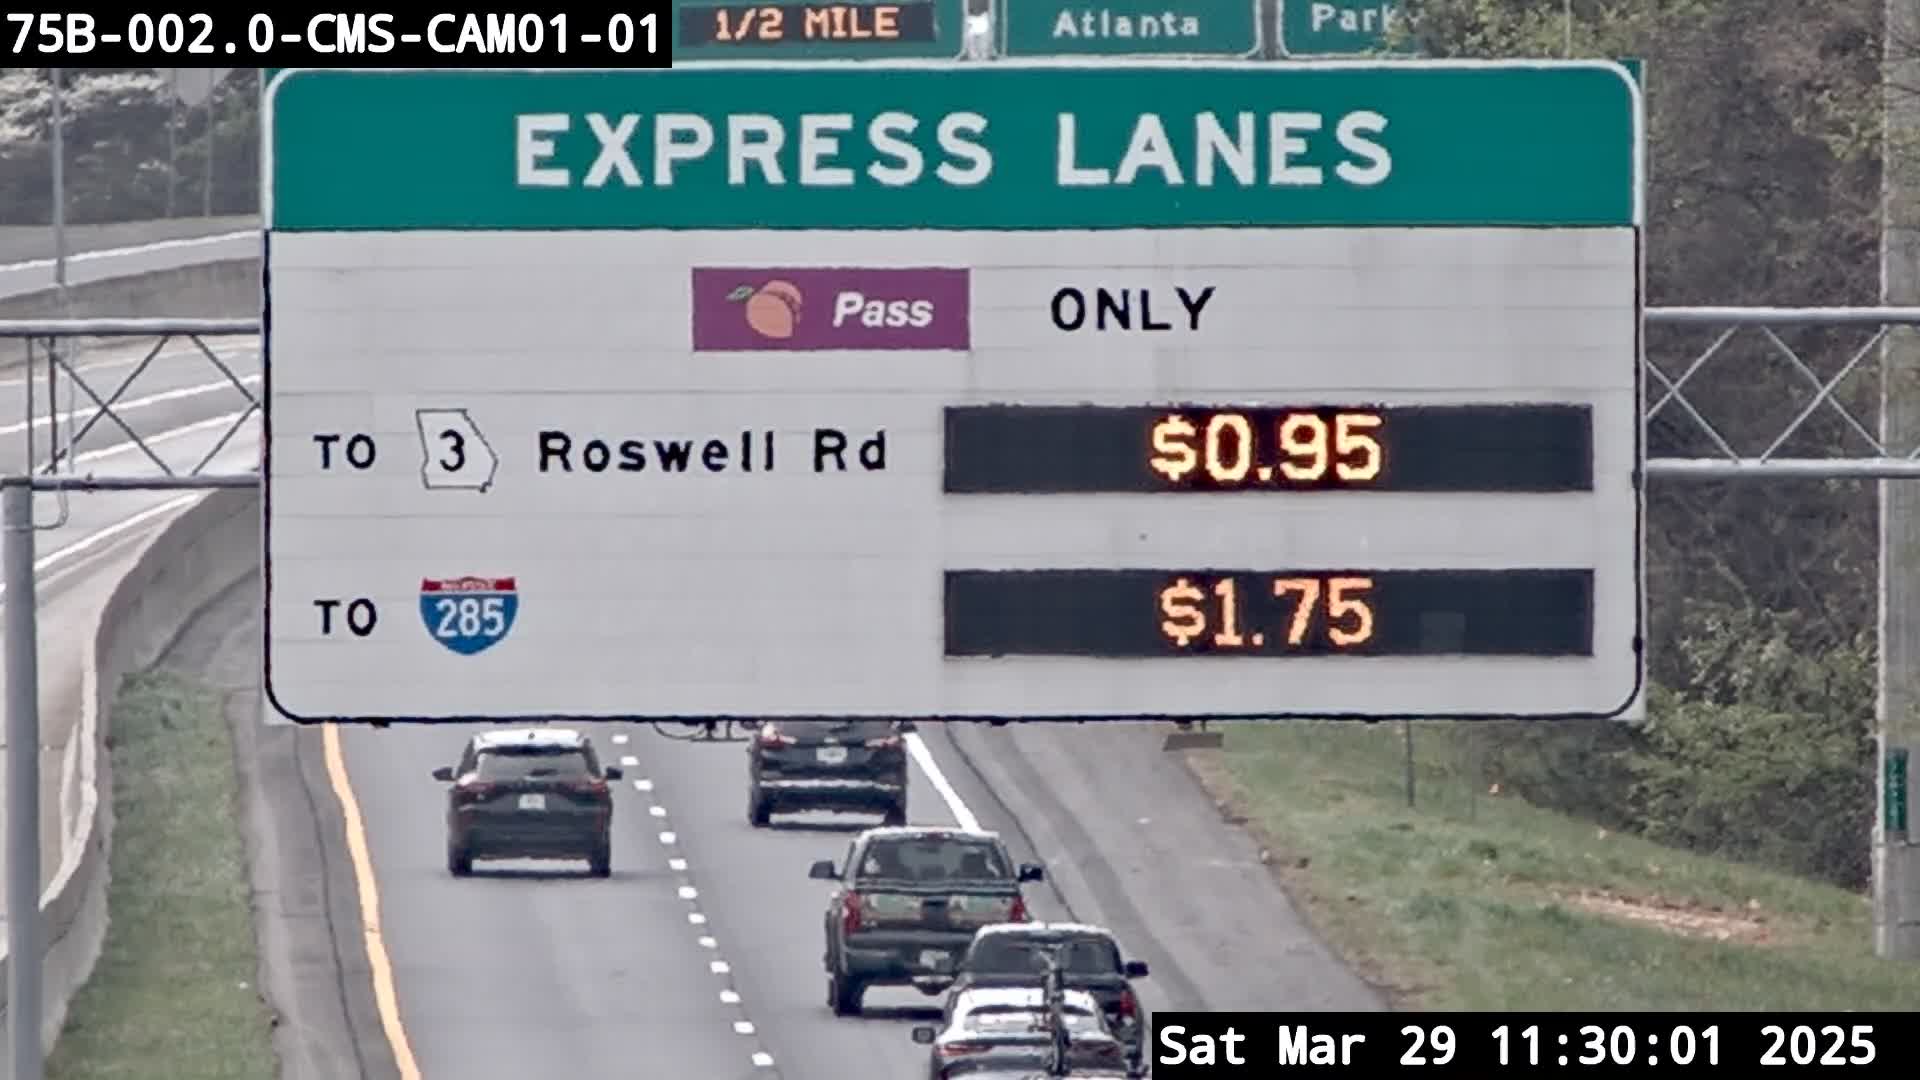 75B-002.0-CMS-CAM01-01
1/2 MILE
Atlanta
Park
EXPRESS LANES
Pass ONLY
TO 3 Roswell Rd $0.95
TO 285 $1.75
Sat Mar 29 11:30:01 2025